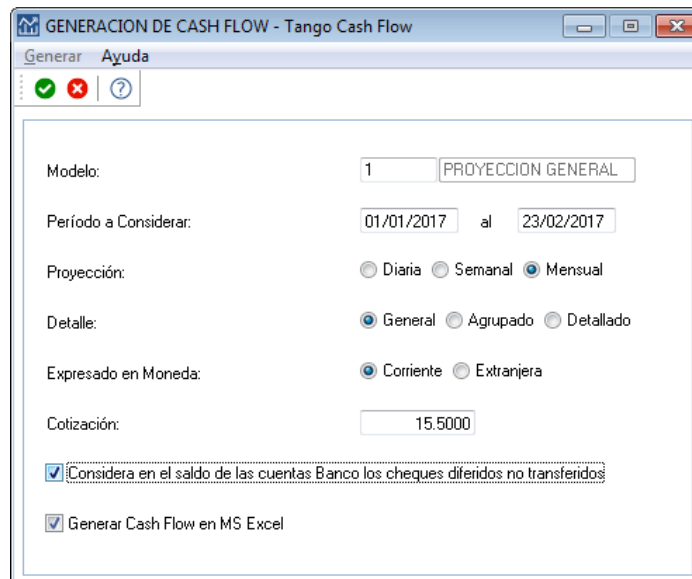 GENERACION DE CASH FLOW - Tango Cash Flow
Generar Ayuda
Modelo: 1 PROYECCION GENERAL
Período a Considerar: 01/01/2017 al 23/02/2017
Proyección: Diaria Semanal Mensual
Detalle: General Agrupado Detallado
Expresado en Moneda: Corriente Extranjera
Cotización: 15.5000
Considera en el saldo de las cuentas Banco los cheques diferidos no transferidos
Generar Cash Flow en MS Excel